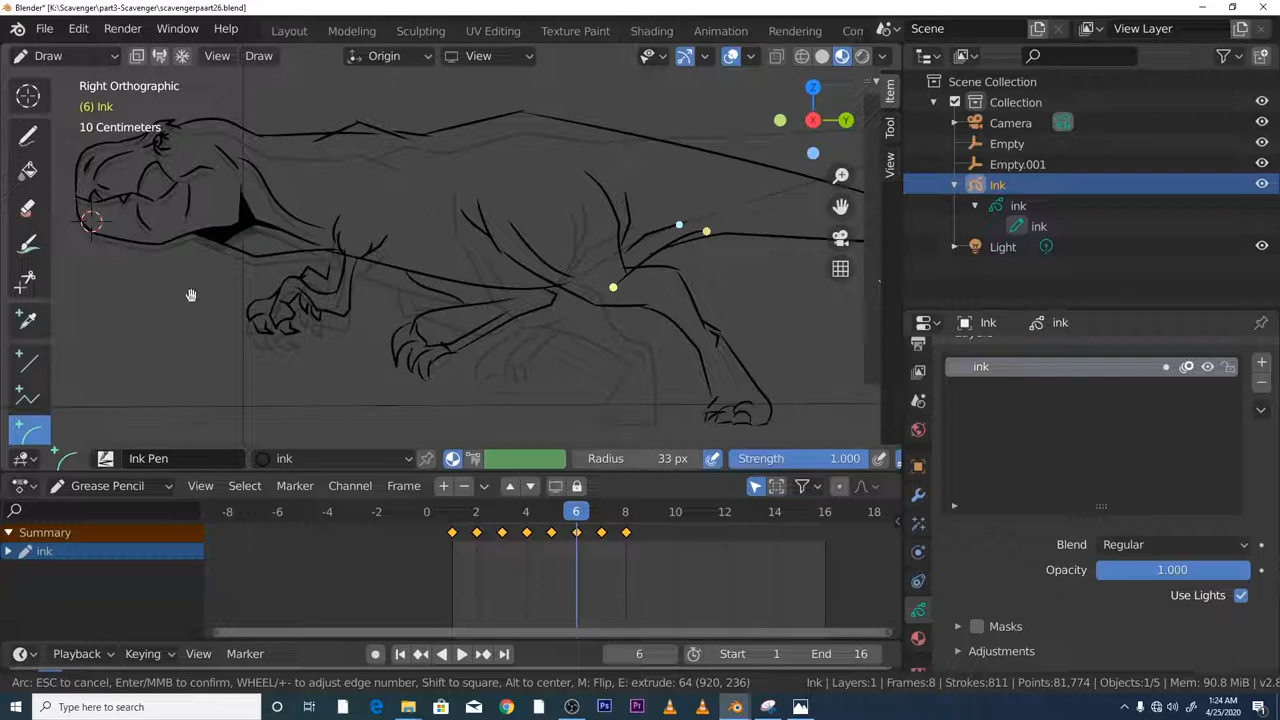 Blender* [K:\Scavenger\part3-Scavenger\scavengerpaart26.blend]
File Edit Render Window Help Layout Modeling Sculpting UV Editing Texture Paint Shading Animation Rendering Com Scene View Layer
Draw View Draw Origin View
Right Orthographic
(6) Ink
10 Centimeters
Z
X
Y
Item
Tool
View
Scene Collection
Collection
Camera
Empty
Empty.001
Ink
ink
ink
Light
Ink ink
ink
Blend Regular
Opacity 1.000
Use Lights
Masks
Adjustments
Ink Pen ink Radius 33 px Strength 1.000
Grease Pencil View Select Marker Channel Frame
-8 -6 -4 -2 0 2 4 6 8 10 12 14 16 18
Summary
ink
Playback Keying View Marker 6 Start 1 End 16
Arc: ESC to cancel, Enter/MMB to confirm, WHEEL/+- to adjust edge number, Shift to square, Alt to center, M: Flip, E: extrude: 64 (920, 236) Ink | Layers:1 | Frames:8 | Strokes:811 | Points:81,774 | Objects:1/5 | Mem: 90.8 MiB | v2.8
Type here to search
1:24 AM
4/25/2020